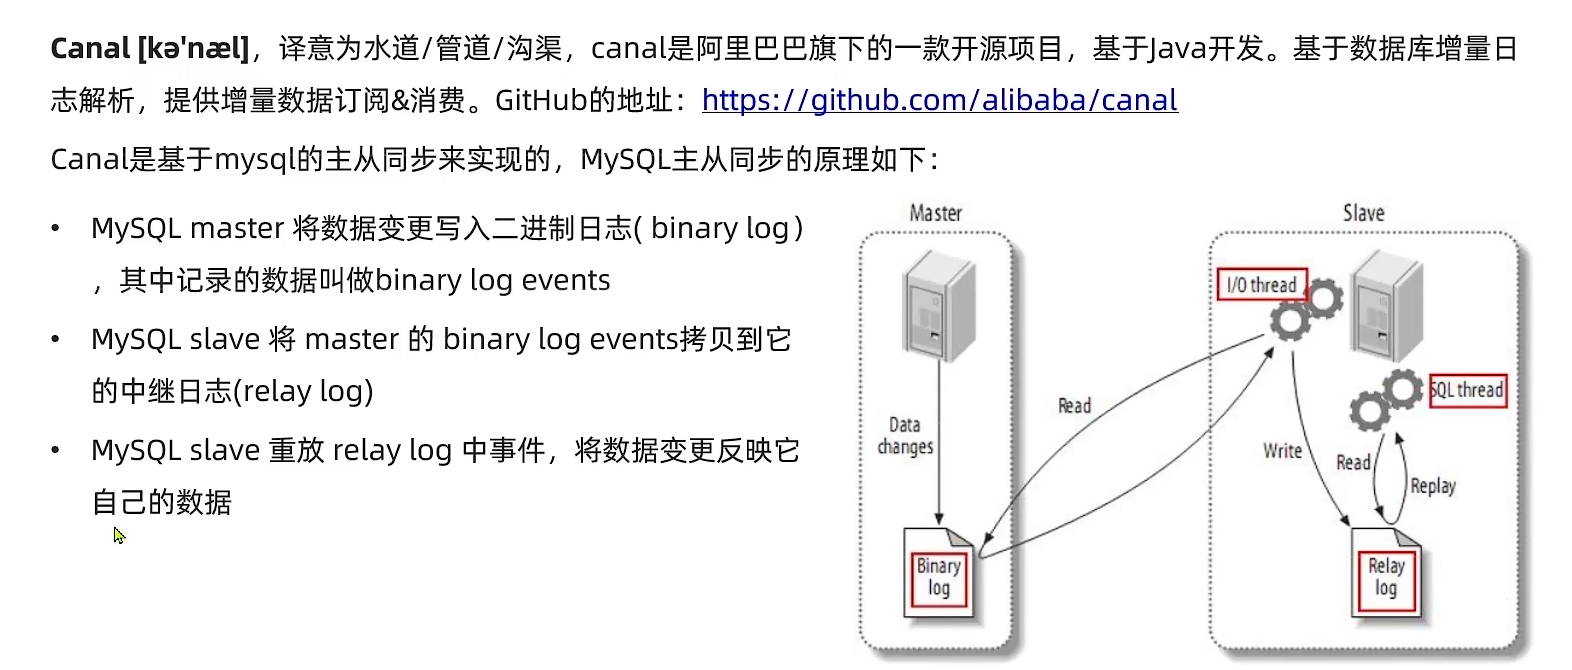 Canal [kə'næl]，译意为水道/管道/沟渠，canal是阿里巴巴旗下的一款开源项目，基于Java开发。基于数据库增量日
志解析，提供增量数据订阅&消费。GitHub的地址：https://github.com/alibaba/canal
Canal是基于mysql的主从同步来实现的，MySQL主从同步的原理如下：
• MySQL master 将数据变更写入二进制日志( binary log）
，其中记录的数据叫做binary log events
• MySQL slave 将 master 的 binary log events拷贝到它
的中继日志(relay log)
• MySQL slave 重放 relay log 中事件，将数据变更反映它
自己的数据
Master
Data
changes
Binary
log
Read
Slave
I/O thread
SQL thread
Write
Read
Replay
Relay
log